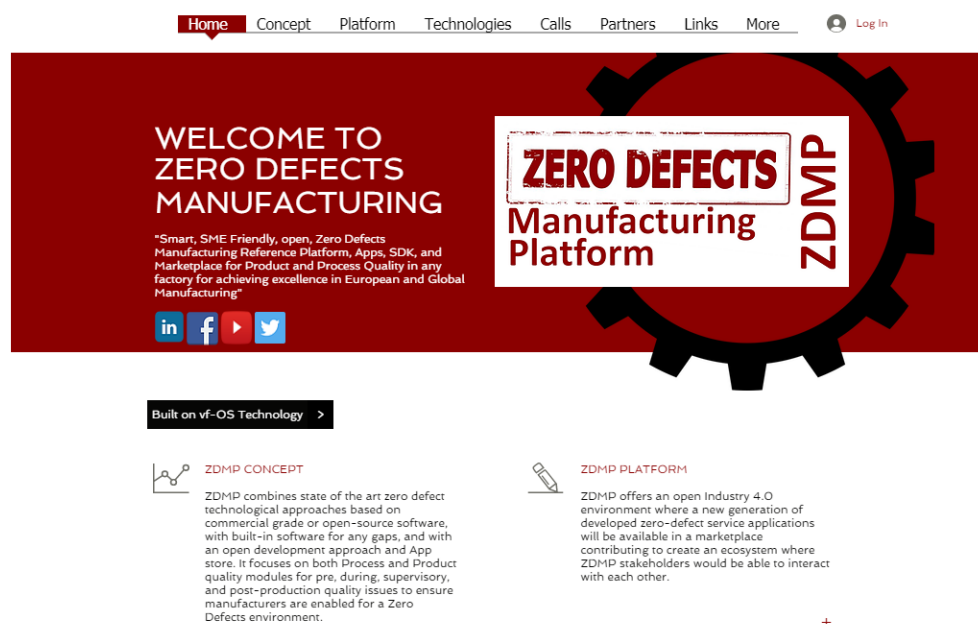 Home Concept Platform Technologies Calls Partners Links More Log In
WELCOME TO
ZERO DEFECTS
MANUFACTURING
"Smart, SME Friendly, open, Zero Defects
Manufacturing Reference Platform, Apps, SDK, and
Marketplace for Product and Process Quality in any
factory for achieving excellence in European and Global
Manufacturing"
ZERO DEFECTS
Manufacturing
Platform
ZDMP
Built on vf-OS Technology >
ZDMP CONCEPT
ZDMP combines state of the art zero defect
technological approaches based on
commercial grade or open-source software,
with built-in software for any gaps, and with
an open development approach and App
store. It focuses on both Process and Product
quality modules for pre, during, supervisory,
and post-production quality issues to ensure
manufacturers are enabled for a Zero
Defects environment.
ZDMP PLATFORM
ZDMP offers an open Industry 4.0
environment where a new generation of
developed zero-defect service applications
will be available in a marketplace
contributing to create an ecosystem where
ZDMP stakeholders would be able to interact
with each other.
+